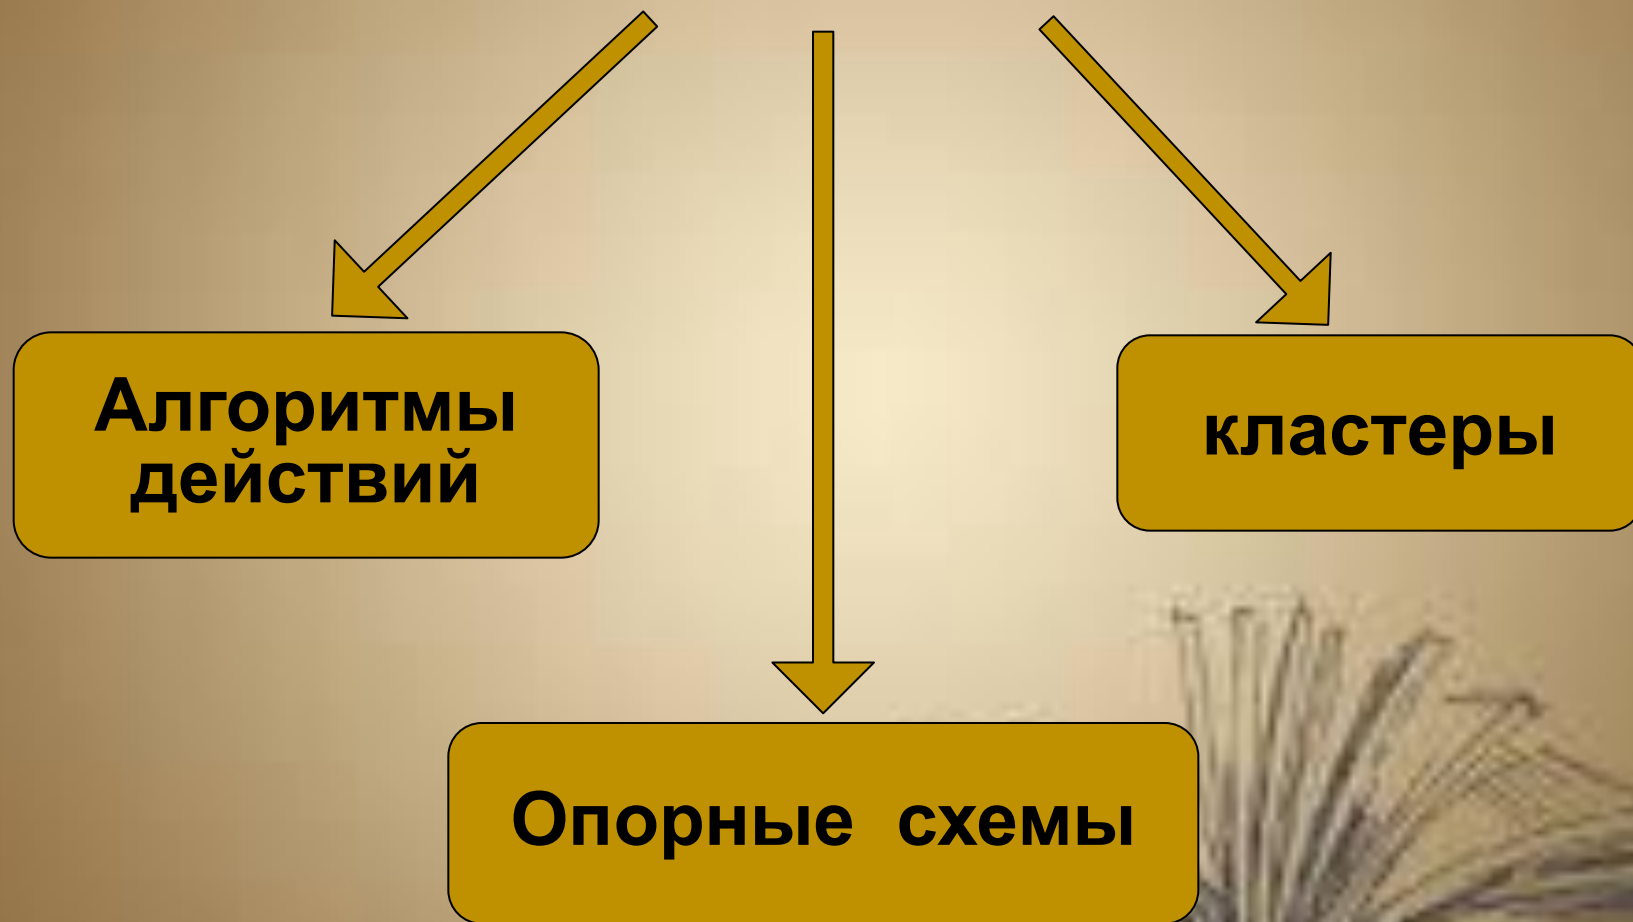 Алгоритмы
действий
кластеры
Опорные схемы